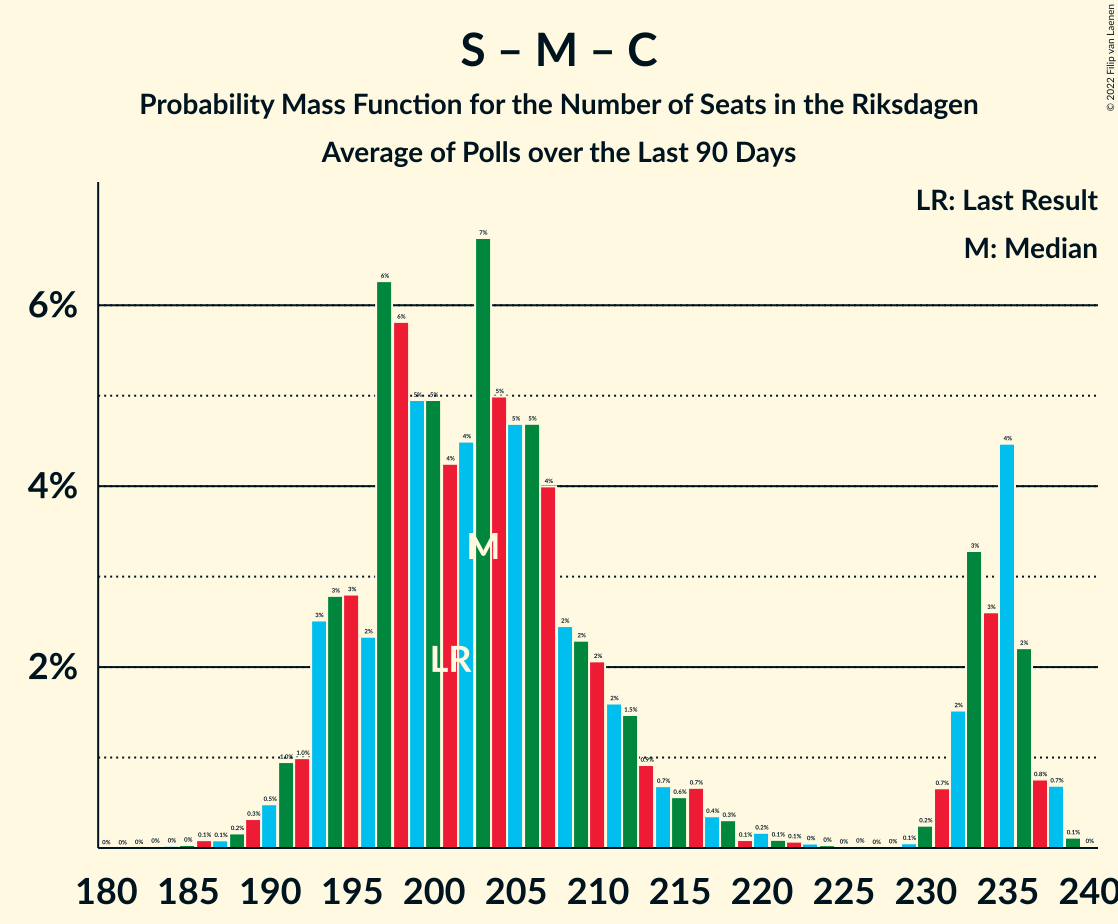 S – M – C
Probability Mass Function for the Number of Seats in the Riksdagen
Average of Polls over the Last 90 Days
© 2022 Filip van Laenen
LR: Last Result
M: Median
6%
4%
2%
0% 0% 0% 0% 0% 0% 0.1% 0.1% 0.2% 0.3% 0.5% 1.0% 1.0% 3% 3% 3% 2% 6% 6% 5% 5% 4% 4% 7% 5% 5% 5% 4% 2% 2% 2% 2% 1.5% 0.9% 0.7% 0.6% 0.7% 0.4% 0.3% 0.1% 0.2% 0.1% 0.1% 0% 0% 0% 0% 0% 0% 0.1% 0.2% 0.7% 2% 3% 3% 4% 2% 0.8% 0.7% 0.1% 0%
M
LR
180 185 190 195 200 205 210 215 220 225 230 235 240